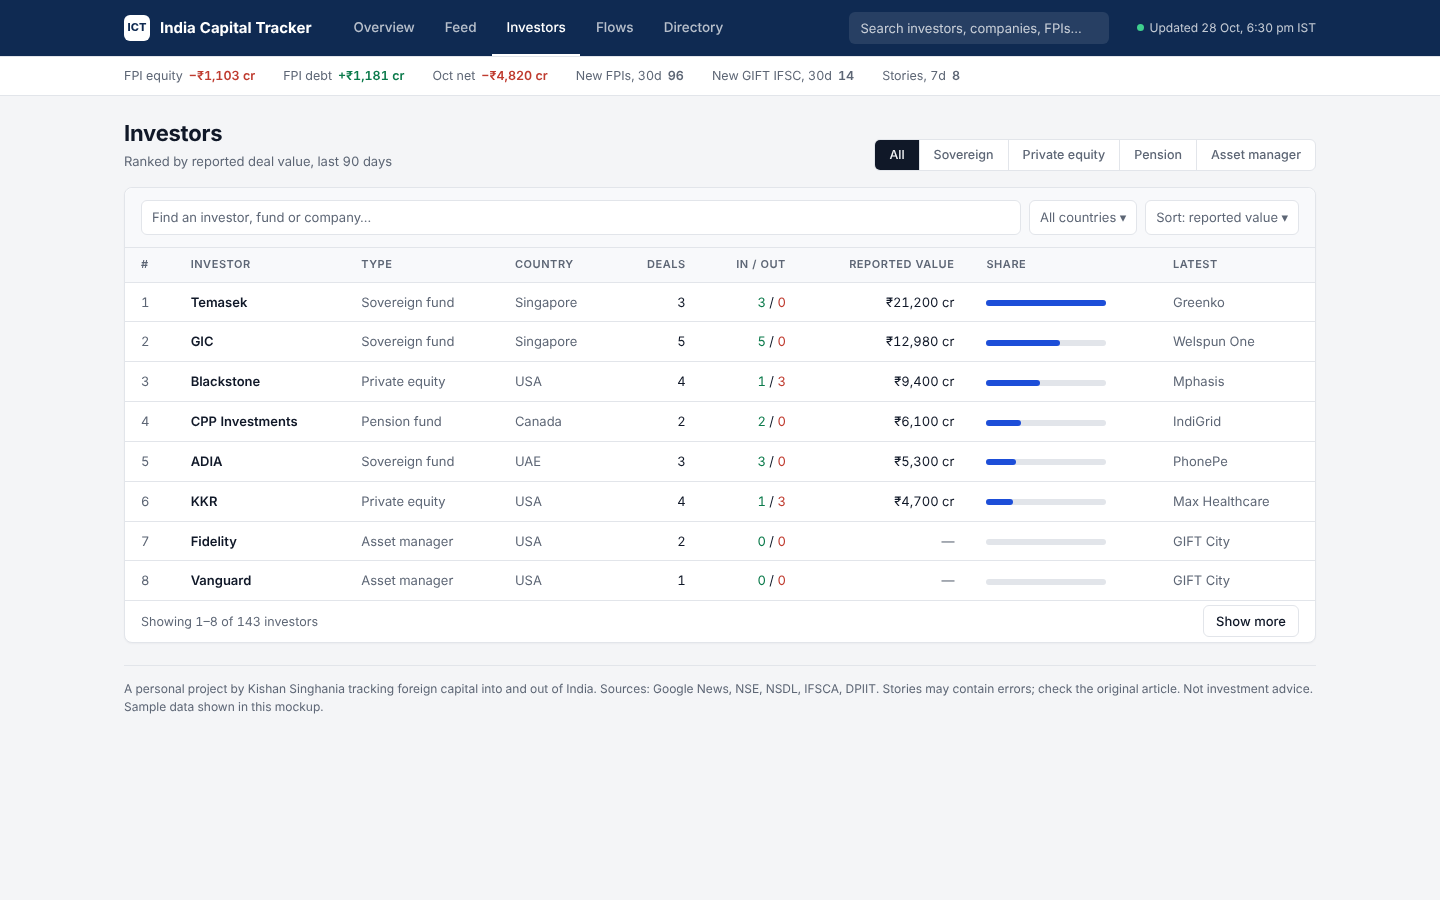 ICT India Capital Tracker Overview Feed Investors Flows Directory Search investors, companies, FPIs... Updated 28 Oct, 6:30 pm IST
FPI equity −₹1,103 cr FPI debt +₹1,181 cr Oct net −₹4,820 cr New FPIs, 30d 96 New GIFT IFSC, 30d 14 Stories, 7d 8
Investors
Ranked by reported deal value, last 90 days
All Sovereign Private equity Pension Asset manager
Find an investor, fund or company... All countries ▾ Sort: reported value ▾
# INVESTOR TYPE COUNTRY DEALS IN / OUT REPORTED VALUE SHARE LATEST
1 Temasek Sovereign fund Singapore 3 3 / 0 ₹21,200 cr Greenko
2 GIC Sovereign fund Singapore 5 5 / 0 ₹12,980 cr Welspun One
3 Blackstone Private equity USA 4 1 / 3 ₹9,400 cr Mphasis
4 CPP Investments Pension fund Canada 2 2 / 0 ₹6,100 cr IndiGrid
5 ADIA Sovereign fund UAE 3 3 / 0 ₹5,300 cr PhonePe
6 KKR Private equity USA 4 1 / 3 ₹4,700 cr Max Healthcare
7 Fidelity Asset manager USA 2 0 / 0 — GIFT City
8 Vanguard Asset manager USA 1 0 / 0 — GIFT City
Showing 1–8 of 143 investors Show more
A personal project by Kishan Singhania tracking foreign capital into and out of India. Sources: Google News, NSE, NSDL, IFSCA, DPIIT. Stories may contain errors; check the original article. Not investment advice.
Sample data shown in this mockup.